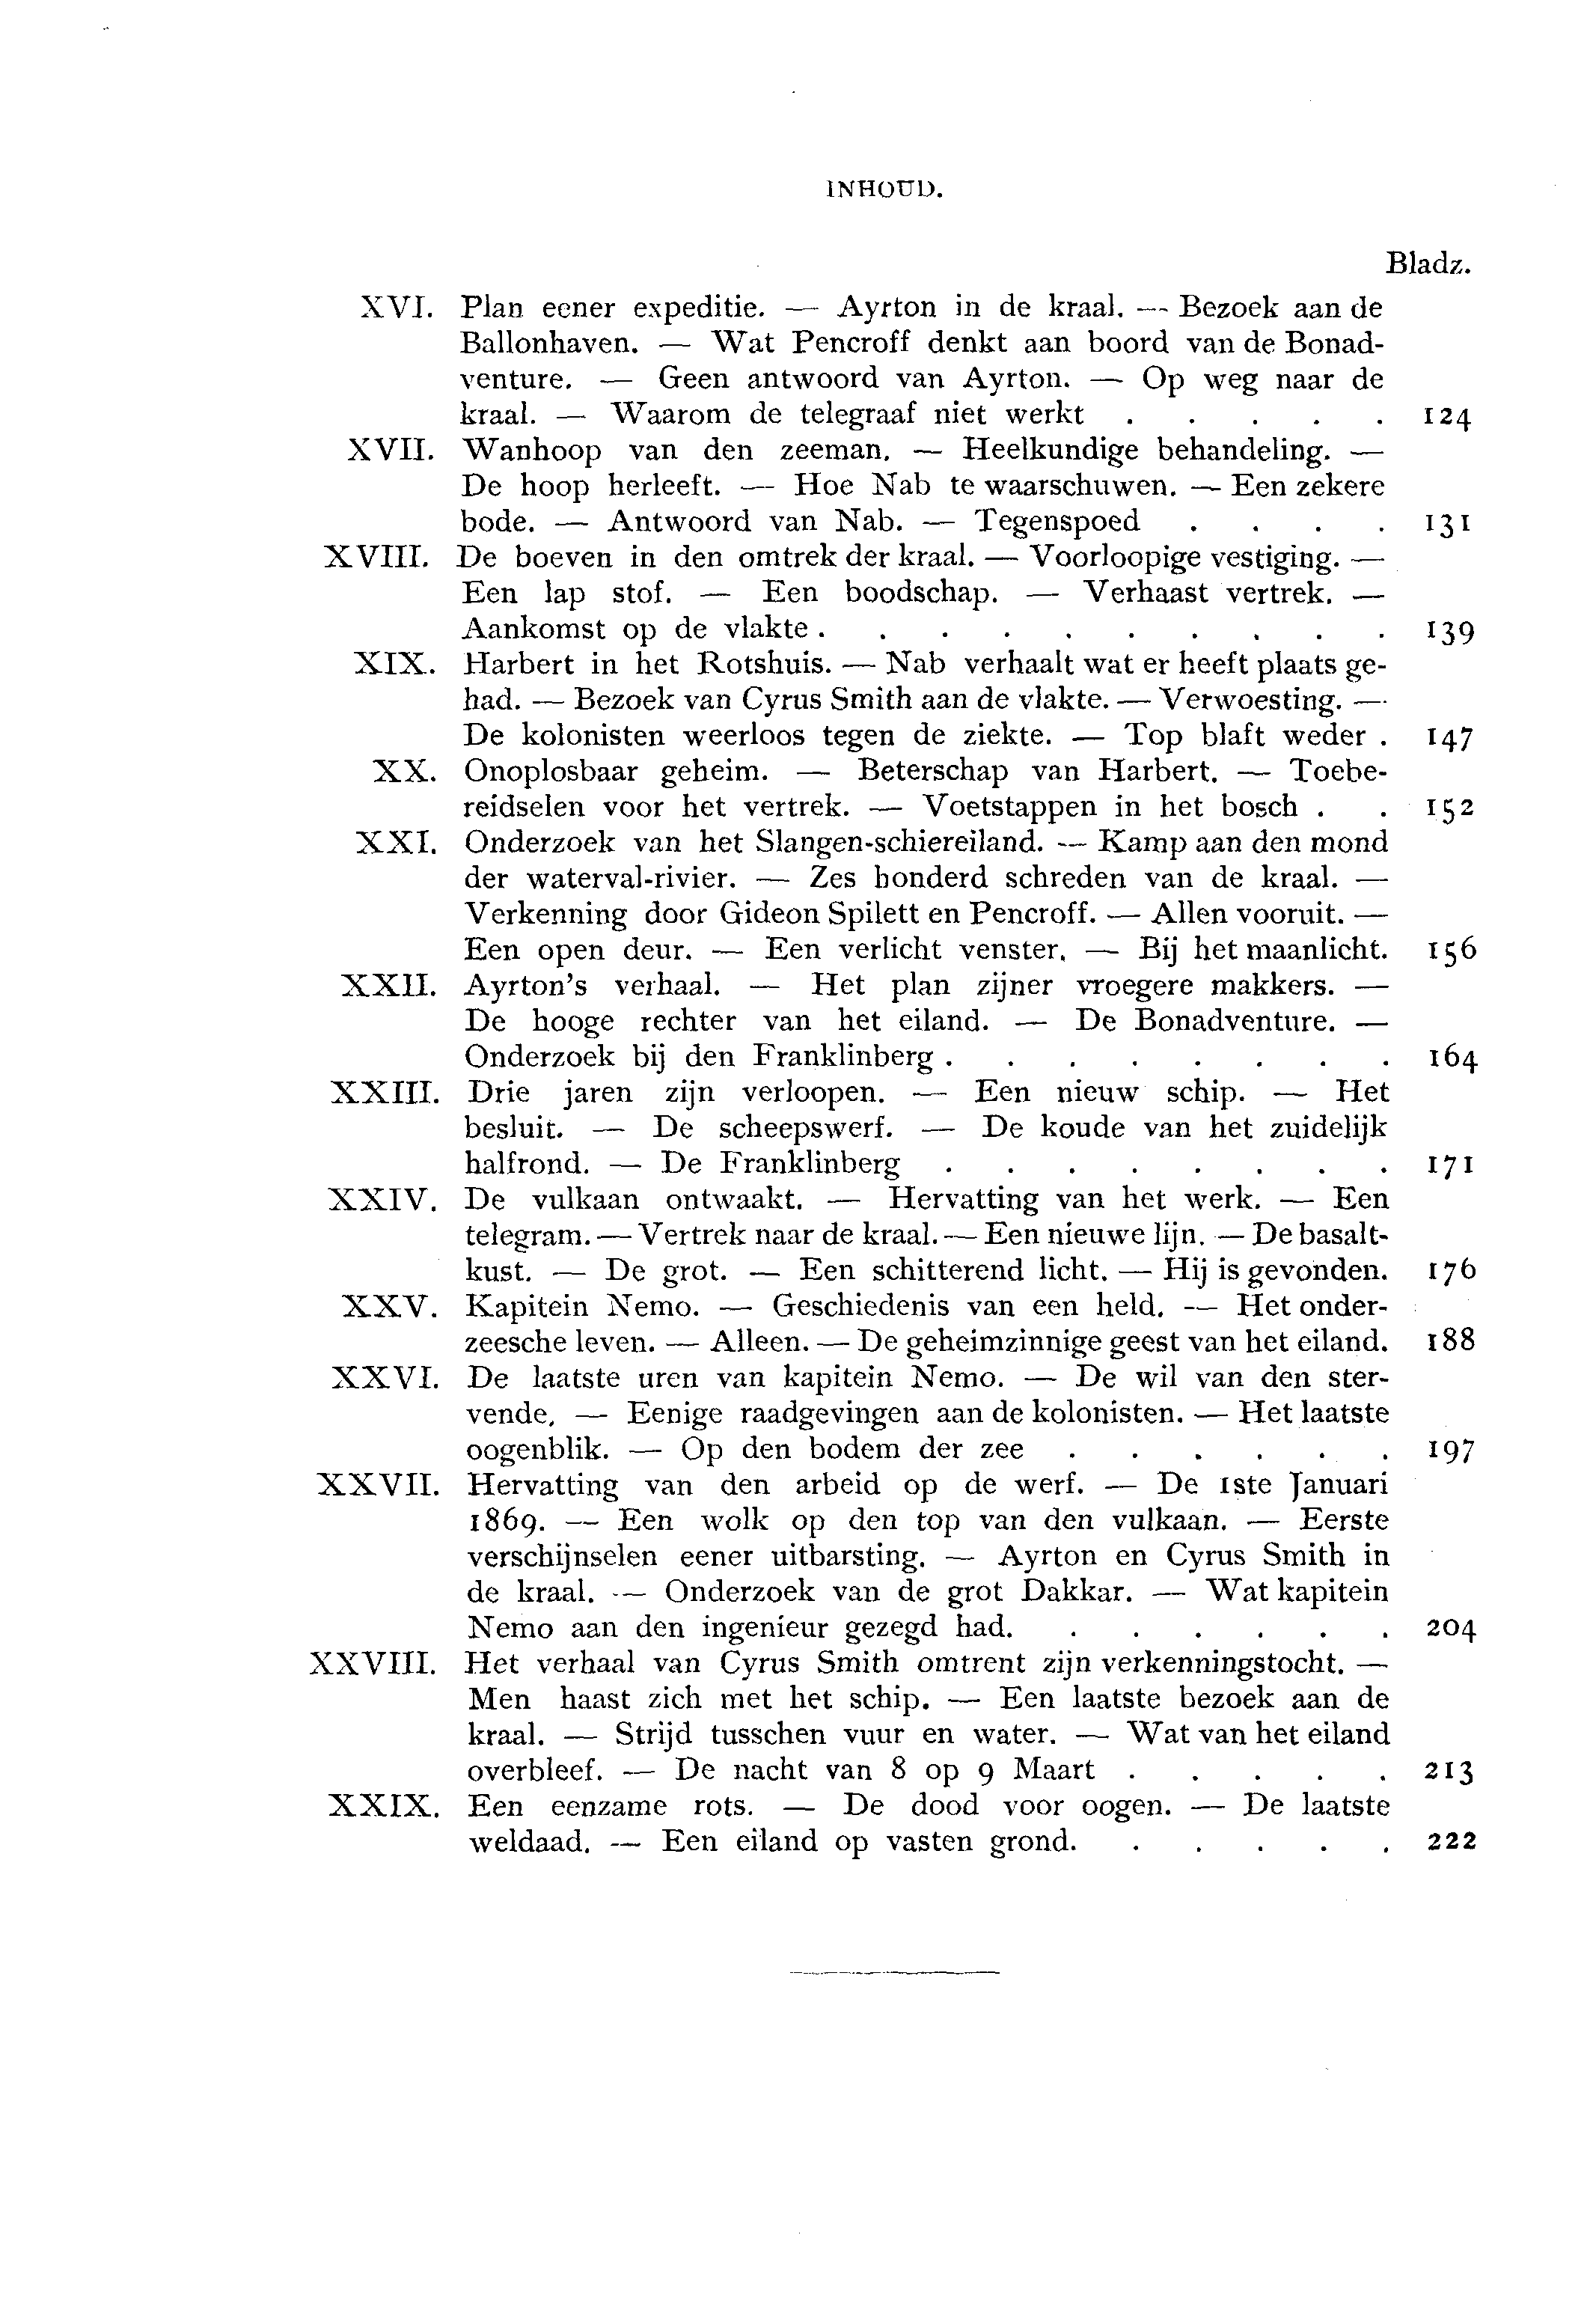 INHOUD.
Bladz.
XVI. Plan eener expeditie. — Ayrton in de kraal. — Bezoek aan de
Ballonhaven. — Wat Pencroff denkt aan boord van de Bonad-
venture. — Geen antwoord van Ayrton. — Op weg naar de
kraal. — Waarom de telegraaf niet werkt . . . . . 124
XVII. Wanhoop van den zeeman. — Heelkundige behandeling. —
De hoop herleeft. — Hoe Nab te waarschuwen. — Een zekere
bode. — Antwoord van Nab. — Tegenspoed . . . . 131
XVIII. De boeven in den omtrek der kraal. — Voorloopige vestiging. —
Een lap stof. — Een boodschap. — Verhaast vertrek. —
Aankomst op de vlakte . . . . . . . . . . 139
XIX. Harbert in het Rotshuis. — Nab verhaalt wat er heeft plaats ge-
had. — Bezoek van Cyrus Smith aan de vlakte. — Verwoesting. —
De kolonisten weerloos tegen de ziekte. — Top blaft weder . 147
XX. Onoplosbaar geheim. — Beterschap van Harbert. — Toebe-
reidselen voor het vertrek. — Voetstappen in het bosch . . 152
XXI. Onderzoek van het Slangen-schiereiland. — Kamp aan den mond
der waterval-rivier. — Zes honderd schreden van de kraal. —
Verkenning door Gideon Spilett en Pencroff. — Allen vooruit. —
Een open deur. — Een verlicht venster. — Bij het maanlicht. 156
XXII. Ayrton's verhaal. — Het plan zijner vroegere makkers. —
De hooge rechter van het eiland. — De Bonadventure. —
Onderzoek bij den Franklinberg . . . . . . . . 164
XXIII. Drie jaren zijn verloopen. — Een nieuw schip. — Het
besluit. — De scheepswerf. — De koude van het zuidelijk
halfrond. — De Franklinberg . . . . . . . . 171
XXIV. De vulkaan ontwaakt. — Hervatting van het werk. — Een
telegram. — Vertrek naar de kraal. — Een nieuwe lijn. — De basalt-
kust. — De grot. — Een schitterend licht. — Hij is gevonden. 176
XXV. Kapitein Nemo. — Geschiedenis van een held. — Het onder-
zeesche leven. — Alleen. — De geheimzinnige geest van het eiland. 188
XXVI. De laatste uren van kapitein Nemo. — De wil van den ster-
vende. — Eenige raadgevingen aan de kolonisten. — Het laatste
oogenblik. — Op den bodem der zee . . . . . . 197
XXVII. Hervatting van den arbeid op de werf. — De 1ste Januari
1869. — Een wolk op den top van den vulkaan. — Eerste
verschijnselen eener uitbarsting. — Ayrton en Cyrus Smith in
de kraal. — Onderzoek van de grot Dakkar. — Wat kapitein
Nemo aan den ingenieur gezegd had. . . . . . . 204
XXVIII. Het verhaal van Cyrus Smith omtrent zijn verkenningstocht. —
Men haast zich met het schip. — Een laatste bezoek aan de
kraal. — Strijd tusschen vuur en water. — Wat van het eiland
overbleef. — De nacht van 8 op 9 Maart . . . . . 213
XXIX. Een eenzame rots. — De dood voor oogen. — De laatste
weldaad. — Een eiland op vasten grond. . . . . . 222